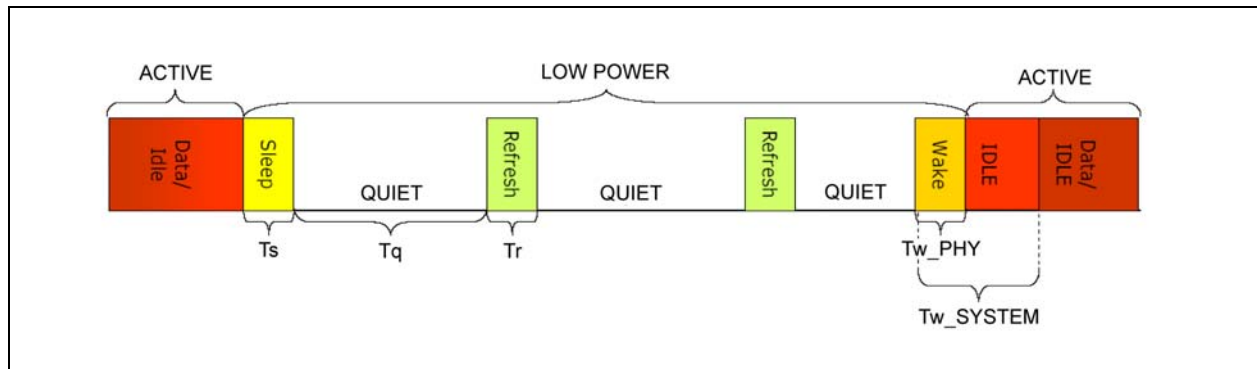 ACTIVE
LOW POWER
ACTIVE
Data/
Idle
Sleep
QUIET
Refresh
QUIET
Refresh
QUIET
Wake
IDLE
Data/
IDLE
Ts
Tq
Tr
Tw_PHY
Tw_SYSTEM